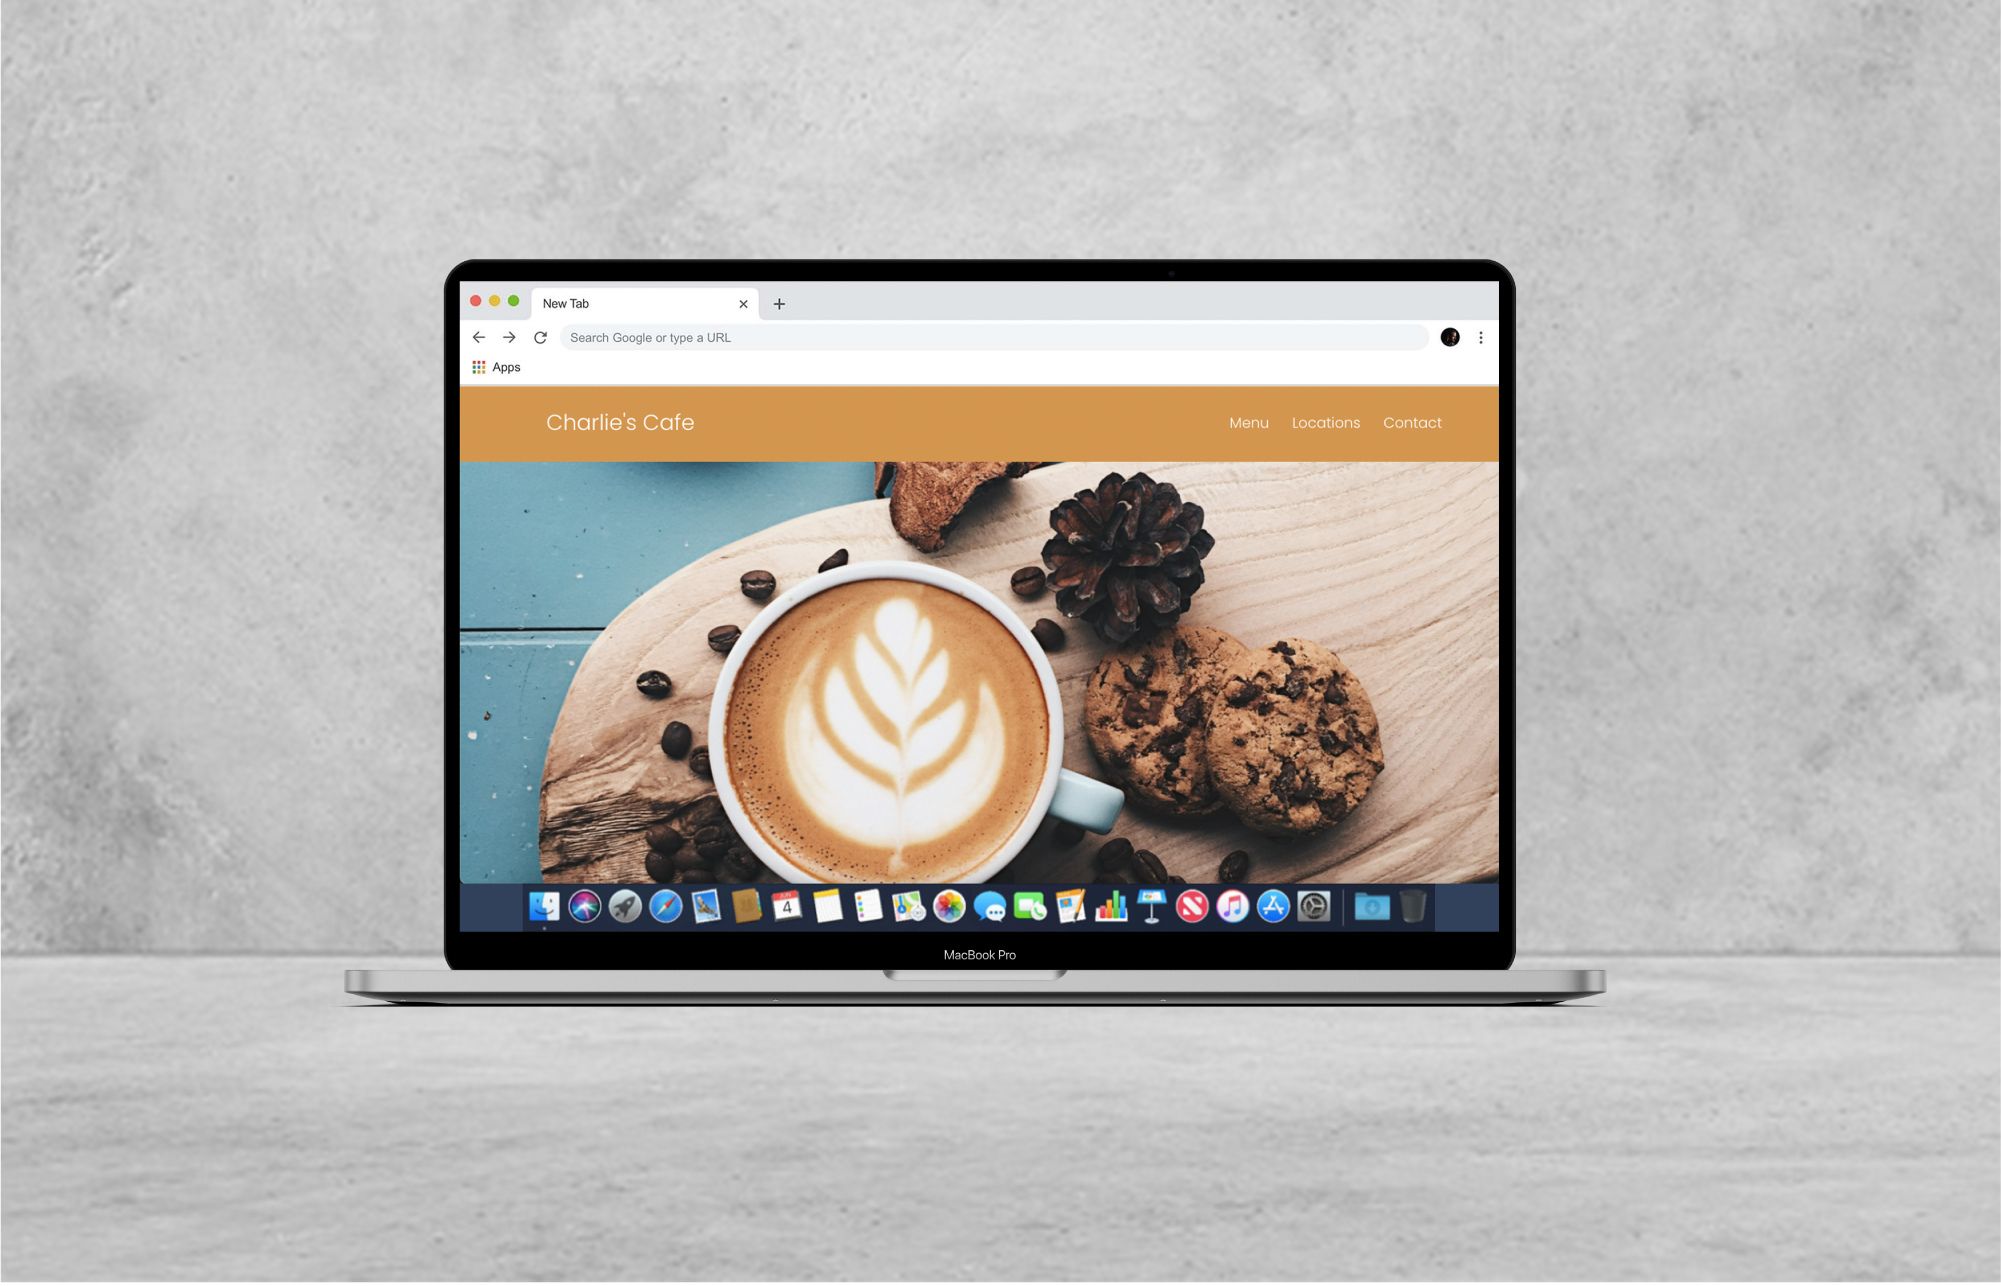 New Tab
Search Google or type a URL
Apps
Charlie's Cafe
Menu Locations Contact
4
MacBook Pro